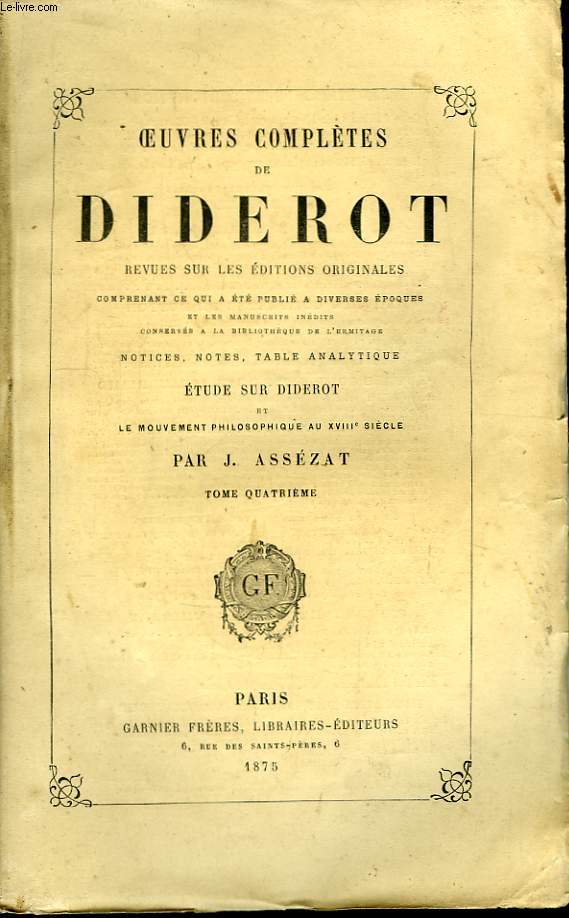 Le-livre.com
ŒUVRES COMPLÈTES
DE
DIDEROT
REVUES SUR LES ÉDITIONS ORIGINALES
COMPRENANT CE QUI A ÉTÉ PUBLIÉ A DIVERSES ÉPOQUES
ET LES MANUSCRITS INÉDITS
CONSERVÉS A LA BIBLIOTHÈQUE DE L'ERMITAGE
NOTICES, NOTES, TABLE ANALYTIQUE
ÉTUDE SUR DIDEROT
ET
LE MOUVEMENT PHILOSOPHIQUE AU XVIIIe SIÈCLE
PAR J. ASSÉZAT
TOME QUATRIÈME
GF
PARIS
GARNIER FRÈRES, LIBRAIRES-ÉDITEURS
6, RUE DES SAINTS-PÈRES, 6
1875